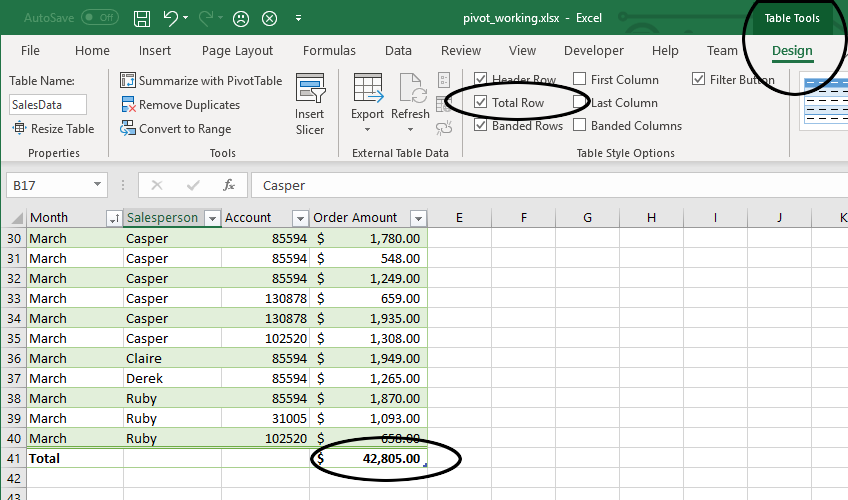 AutoSave Off pivot_working.xlsx - Excel Table Tools
File Home Insert Page Layout Formulas Data Review View Developer Help Team Design
Table Name: Summarize with PivotTable Header Row First Column Filter Button
SalesData Remove Duplicates Insert Slicer Export Refresh Total Row Last Column
Resize Table Convert to Range Banded Rows Banded Columns
Properties Tools External Table Data Table Style Options
B17 fx Casper
Month Salesperson Account Order Amount E F G H I J K
30 March Casper 85594 $ 1,780.00
31 March Casper 85594 $ 548.00
32 March Casper 85594 $ 1,249.00
33 March Casper 130878 $ 659.00
34 March Casper 130878 $ 1,935.00
35 March Casper 102520 $ 1,308.00
36 March Claire 85594 $ 1,949.00
37 March Derek 85594 $ 1,265.00
38 March Ruby 85594 $ 1,870.00
39 March Ruby 31005 $ 1,093.00
40 March Ruby 102520 $ 658.00
41 Total $ 42,805.00
42
43